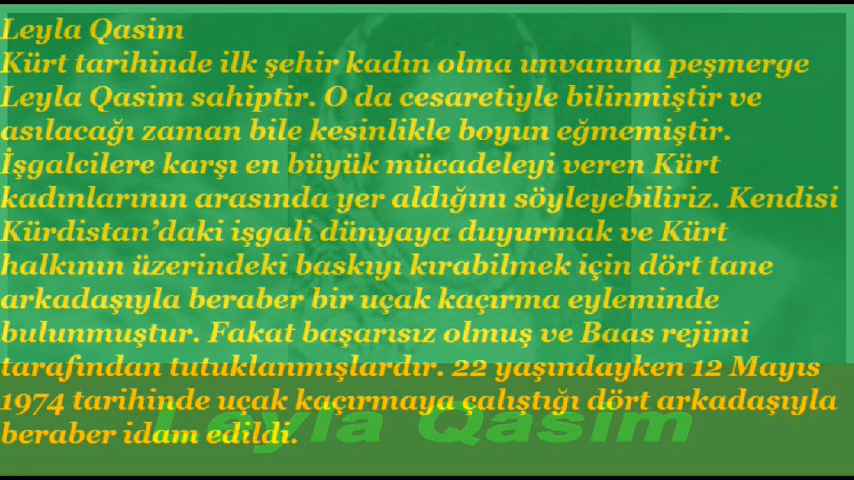 Leyla Qasim
Kürt tarihinde ilk şehir kadın olma unvanına peşmerge
Leyla Qasim sahiptir. O da cesaretiyle bilinmiştir ve
asılacağı zaman bile kesinlikle boyun eğmemiştir.
İşgalcilere karşı en büyük mücadeleyi veren Kürt
kadınlarının arasında yer aldığını söyleyebiliriz. Kendisi
Kürdistan’daki işgali dünyaya duyurmak ve Kürt
halkının üzerindeki baskıyı kırabilmek için dört tane
arkadaşıyla beraber bir uçak kaçırma eyleminde
bulunmuştur. Fakat başarısız olmuş ve Baas rejimi
tarafından tutuklanmışlardır. 22 yaşındayken 12 Mayıs
1974 tarihinde uçak kaçırmaya çalıştığı dört arkadaşıyla
beraber idam edildi.
Leyla Qasim